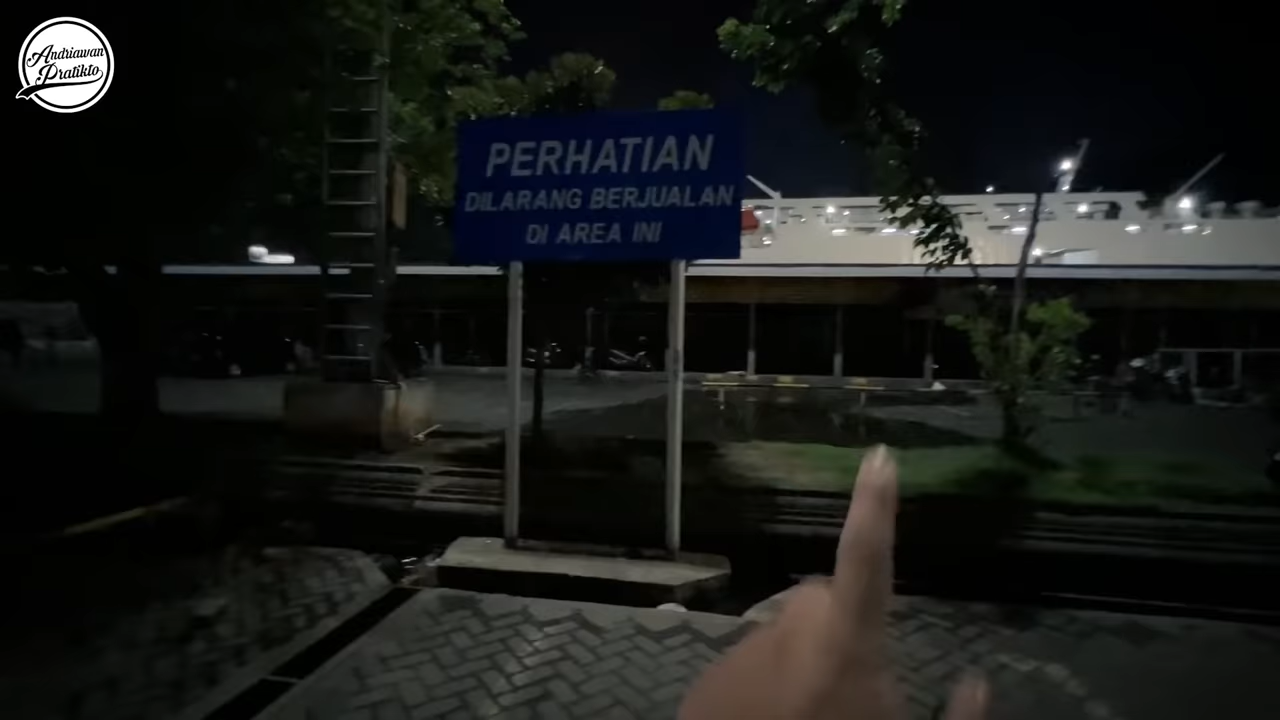 Andriawan
Pratikto
PERHATIAN
DILARANG BERJUALAN
DI AREA INI